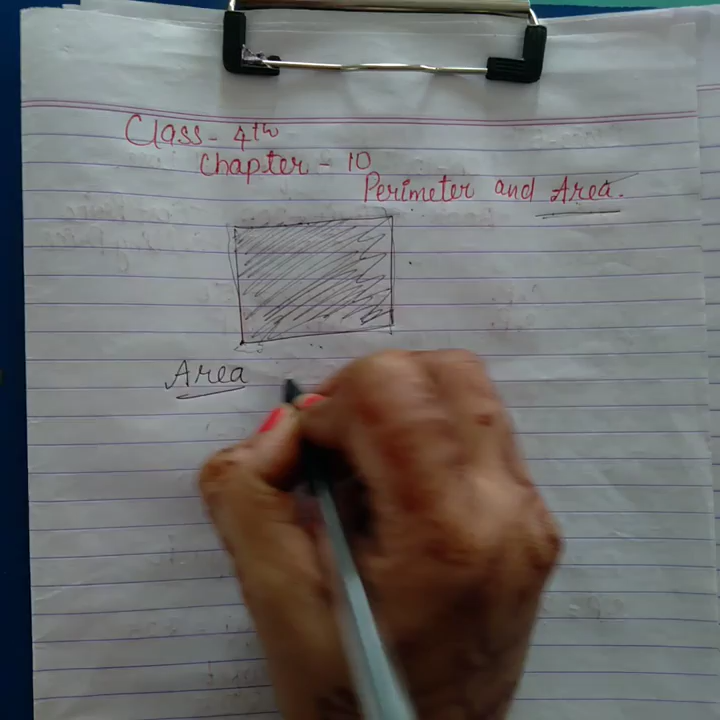 Class - 4th
Chapter - 10
Perimeter and Area.
Area